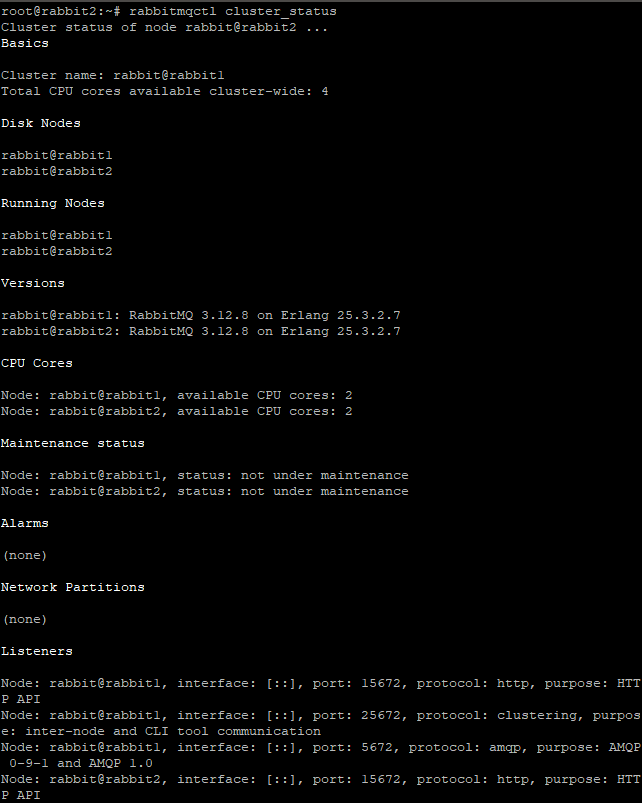 root@rabbit2:~# rabbitmqctl cluster_status
Cluster status of node rabbit@rabbit2 ...
Basics
Cluster name: rabbit@rabbit1
Total CPU cores available cluster-wide: 4
Disk Nodes
rabbit@rabbit1
rabbit@rabbit2
Running Nodes
rabbit@rabbit1
rabbit@rabbit2
Versions
rabbit@rabbit1: RabbitMQ 3.12.8 on Erlang 25.3.2.7
rabbit@rabbit2: RabbitMQ 3.12.8 on Erlang 25.3.2.7
CPU Cores
Node: rabbit@rabbit1, available CPU cores: 2
Node: rabbit@rabbit2, available CPU cores: 2
Maintenance status
Node: rabbit@rabbit1, status: not under maintenance
Node: rabbit@rabbit2, status: not under maintenance
Alarms
(none)
Network Partitions
(none)
Listeners
Node: rabbit@rabbit1, interface: [::], port: 15672, protocol: http, purpose: HTT
P API
Node: rabbit@rabbit1, interface: [::], port: 25672, protocol: clustering, purpos
e: inter-node and CLI tool communication
Node: rabbit@rabbit1, interface: [::], port: 5672, protocol: amqp, purpose: AMQP
 0-9-1 and AMQP 1.0
Node: rabbit@rabbit2, interface: [::], port: 15672, protocol: http, purpose: HTT
P API